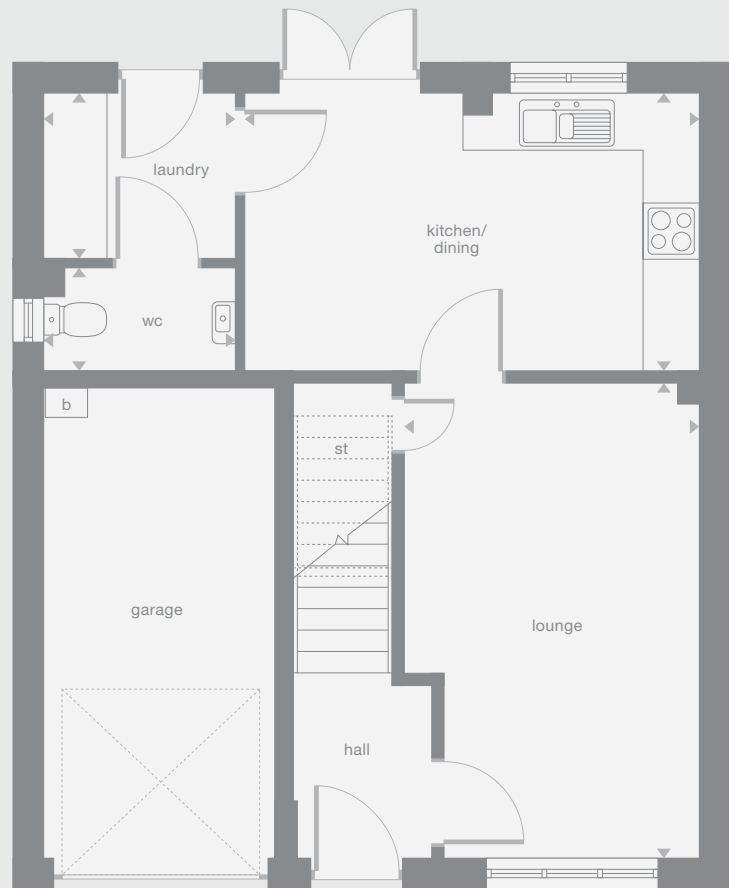 laundry
kitchen/
dining
wc
b
st
garage
lounge
hall